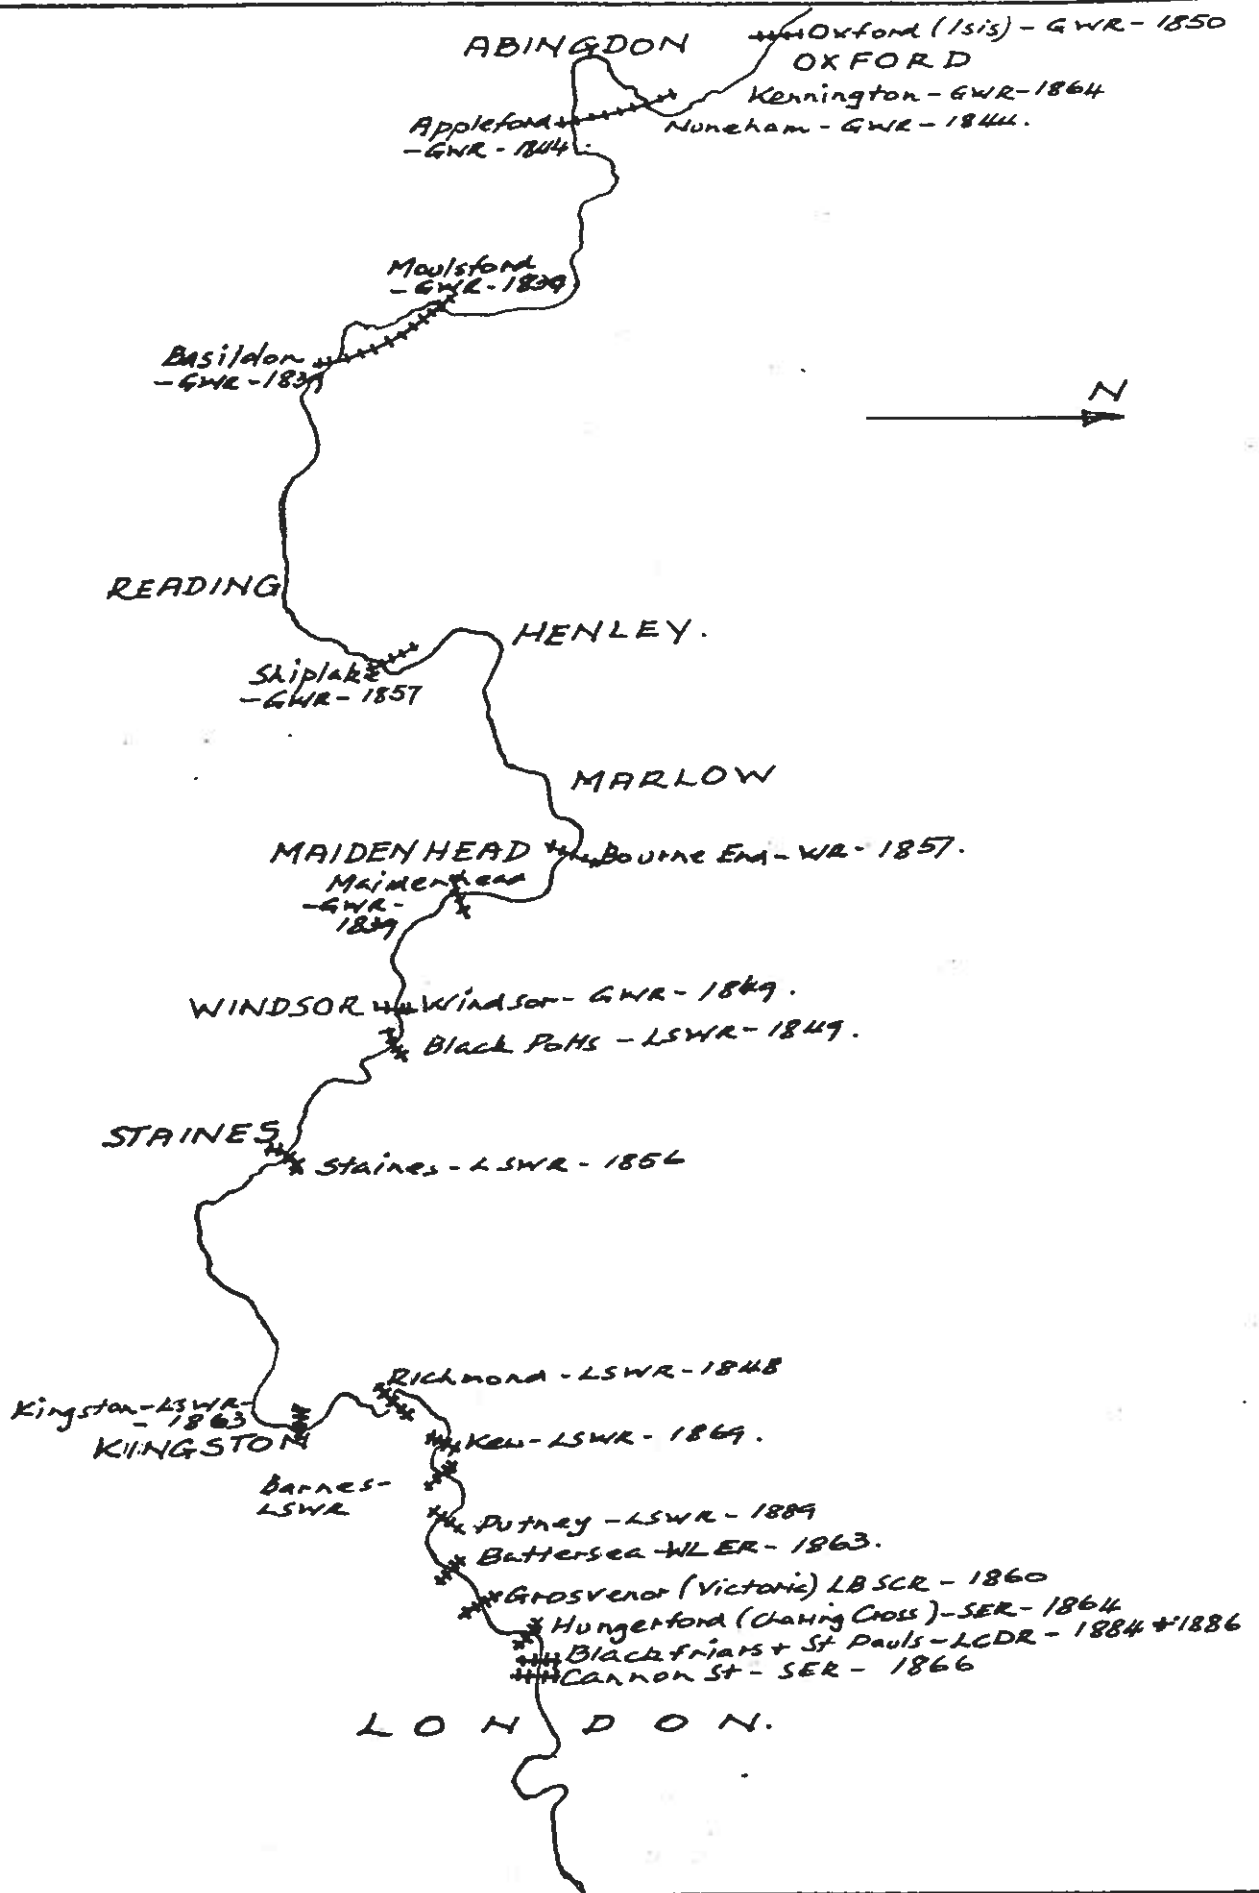 ABINGDON
Oxford (Isis) - GWR - 1850
OXFORD
Kennington - GWR - 1864
Nuneham - GWR - 1844.
Appleford
- GWR - 1844.
Moulsford
- GWR - 1839
Basildon
- GWR - 1839
N
READING
HENLEY.
Shiplake
- GWR - 1857
MARLOW
MAIDENHEAD
Bourne End - WR - 1857.
Maidenhead
- GWR -
1839
WINDSOR
Windsor - GWR - 1849.
Black Potts - LSWR - 1849.
STAINES
Staines - LSWR - 1856
Richmond - LSWR - 1848
Kingston - LSWR -
- 1863
KINGSTON
Kew - LSWR - 1869.
Barnes -
LSWR
Putney - LSWR - 1889
Battersea - WLER - 1863.
Grosvenor (Victoria) LBSCR - 1860
Hungerford (Charing Cross) - SER - 1864
Blackfriars + St Pauls - LCDR - 1884 + 1886
Cannon St - SER - 1866
LONDON.